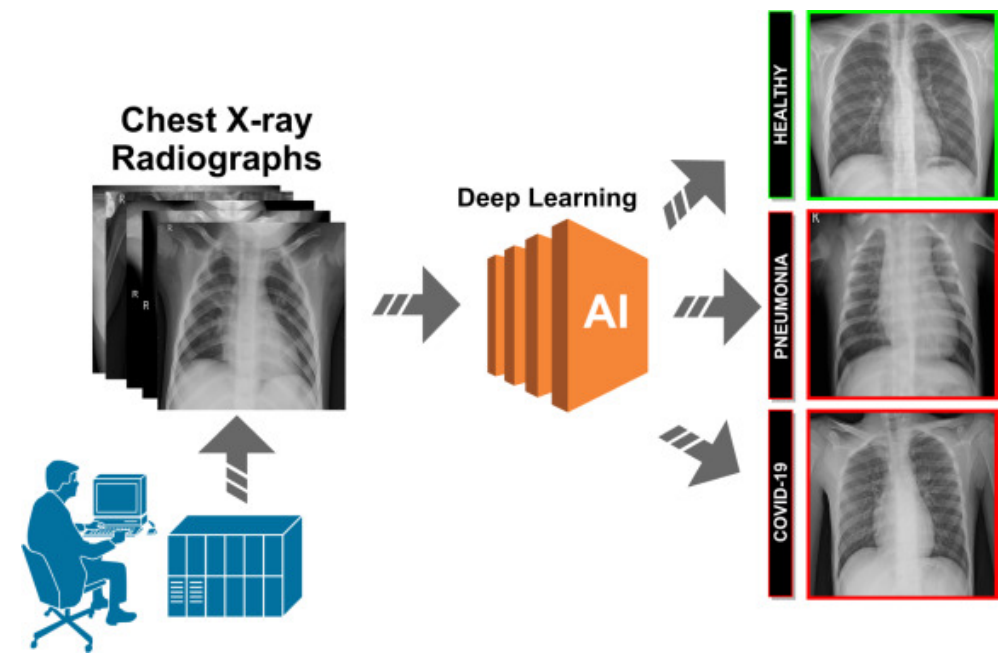 Chest X-ray
Radiographs
R
R
R
R
Deep Learning
AI
HEALTHY
PNEUMONIA
R
COVID-19